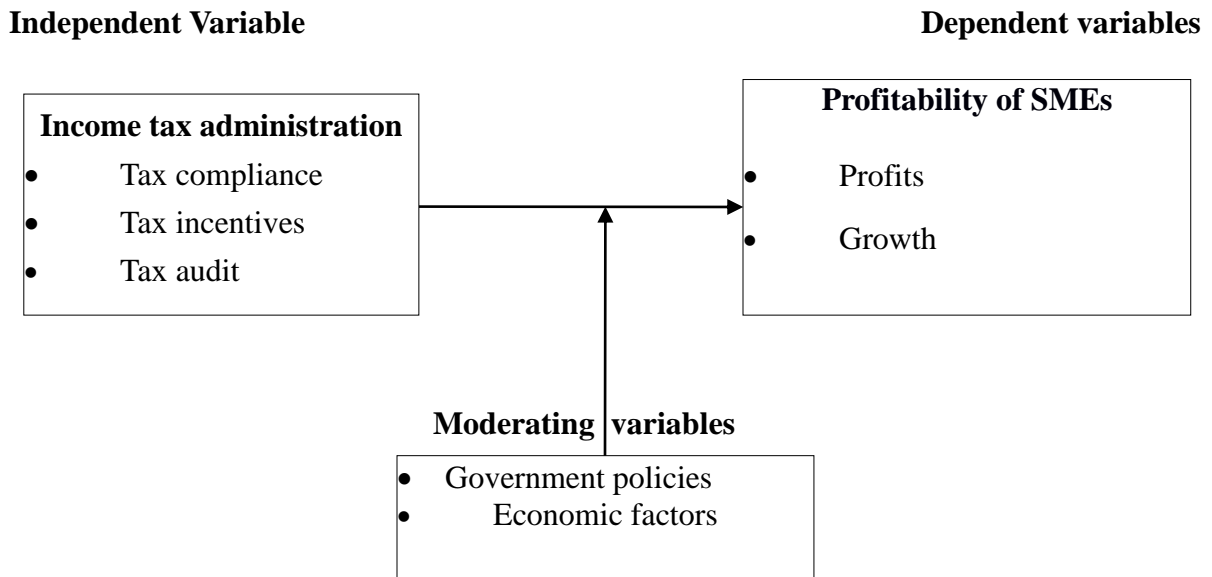 Independent Variable
Dependent variables
Income tax administration
• Tax compliance
• Tax incentives
• Tax audit
Profitability of SMEs
• Profits
• Growth
Moderating variables
• Government policies
• Economic factors